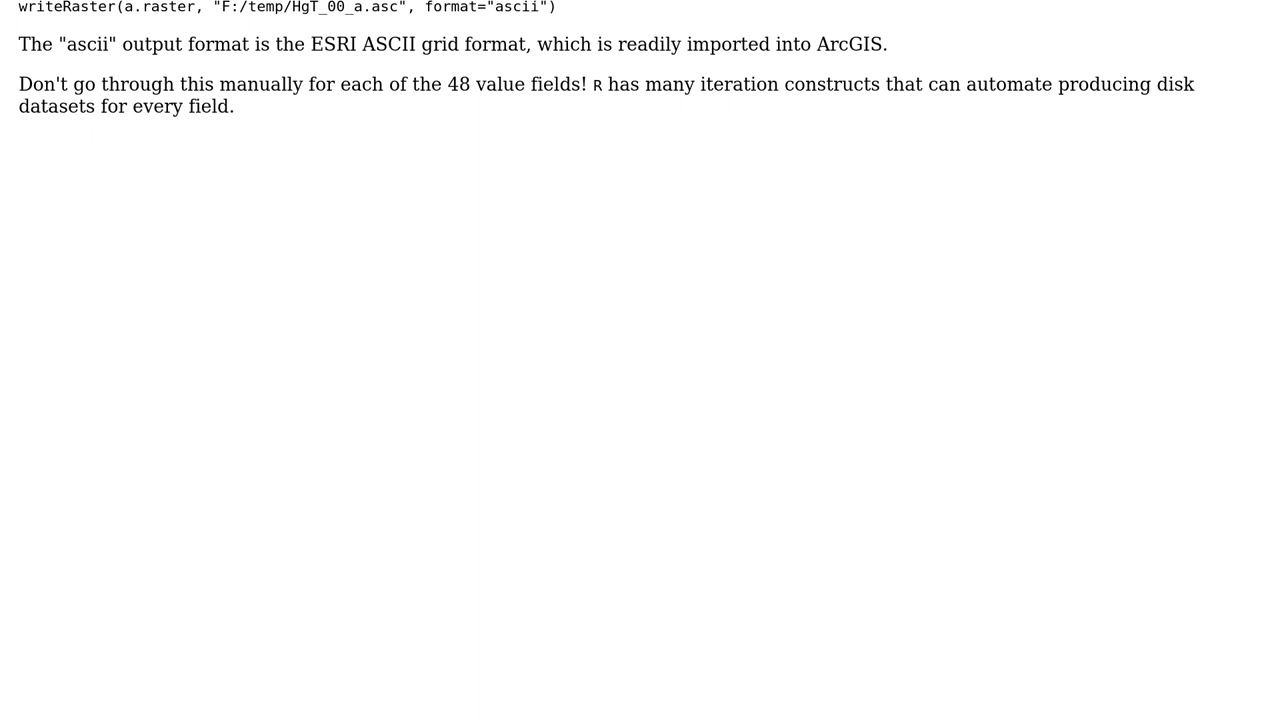 writeRaster(a.raster, "F:/temp/HgT_00_a.asc", format="ascii")
The "ascii" output format is the ESRI ASCII grid format, which is readily imported into ArcGIS.
Don't go through this manually for each of the 48 value fields! R has many iteration constructs that can automate producing disk
datasets for every field.